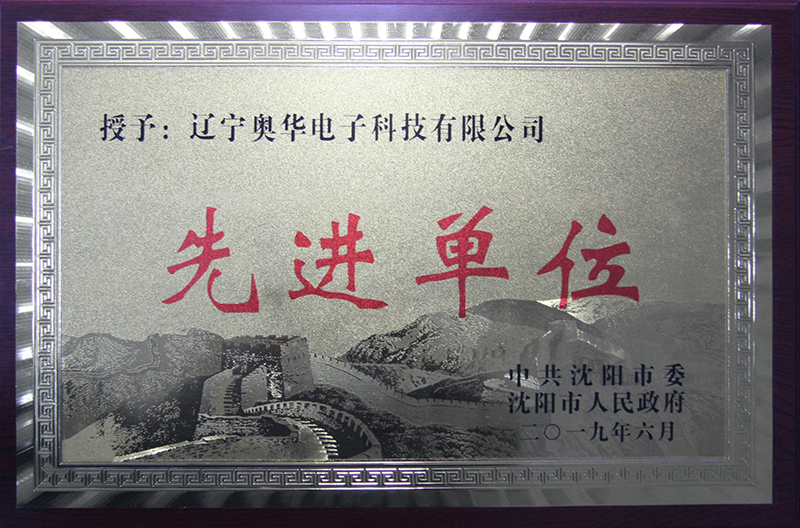 授予：辽宁奥华电子科技有限公司
先进单位
中共沈阳市委
沈阳市人民政府
二〇一九年六月